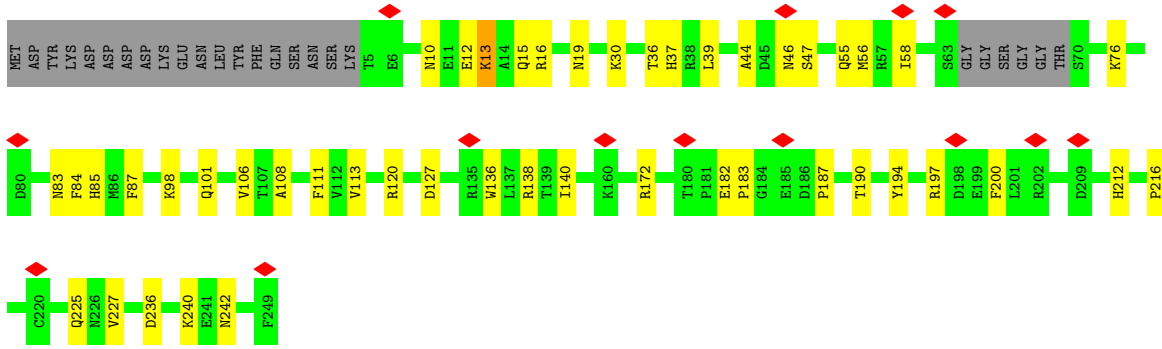 MET ASP TYR LYS ASP ASP ASP ASP LYS GLU ASN LEU TYR PHE GLN SER ASN SER LYS T5 E6 N10 E11 E12 K13 A14 Q15 R16 N19 K30 T36 H37 R38 L39 A44 D45 N46 S47 Q55 M56 R57 I58 S63 GLY GLY SER GLY GLY THR S70 K76
D80 N83 F84 H85 M86 F87 K98 Q101 V106 T107 A108 F111 V112 V113 R120 D127 R135 W136 L137 R138 T139 I140 K160 R172 T180 P181 E182 P183 G184 E185 D186 P187 T190 Y194 R197 D198 E199 F200 L201 R202 D209 H212 P216
C220 Q225 N226 V227 D236 K240 E241 N242 F249